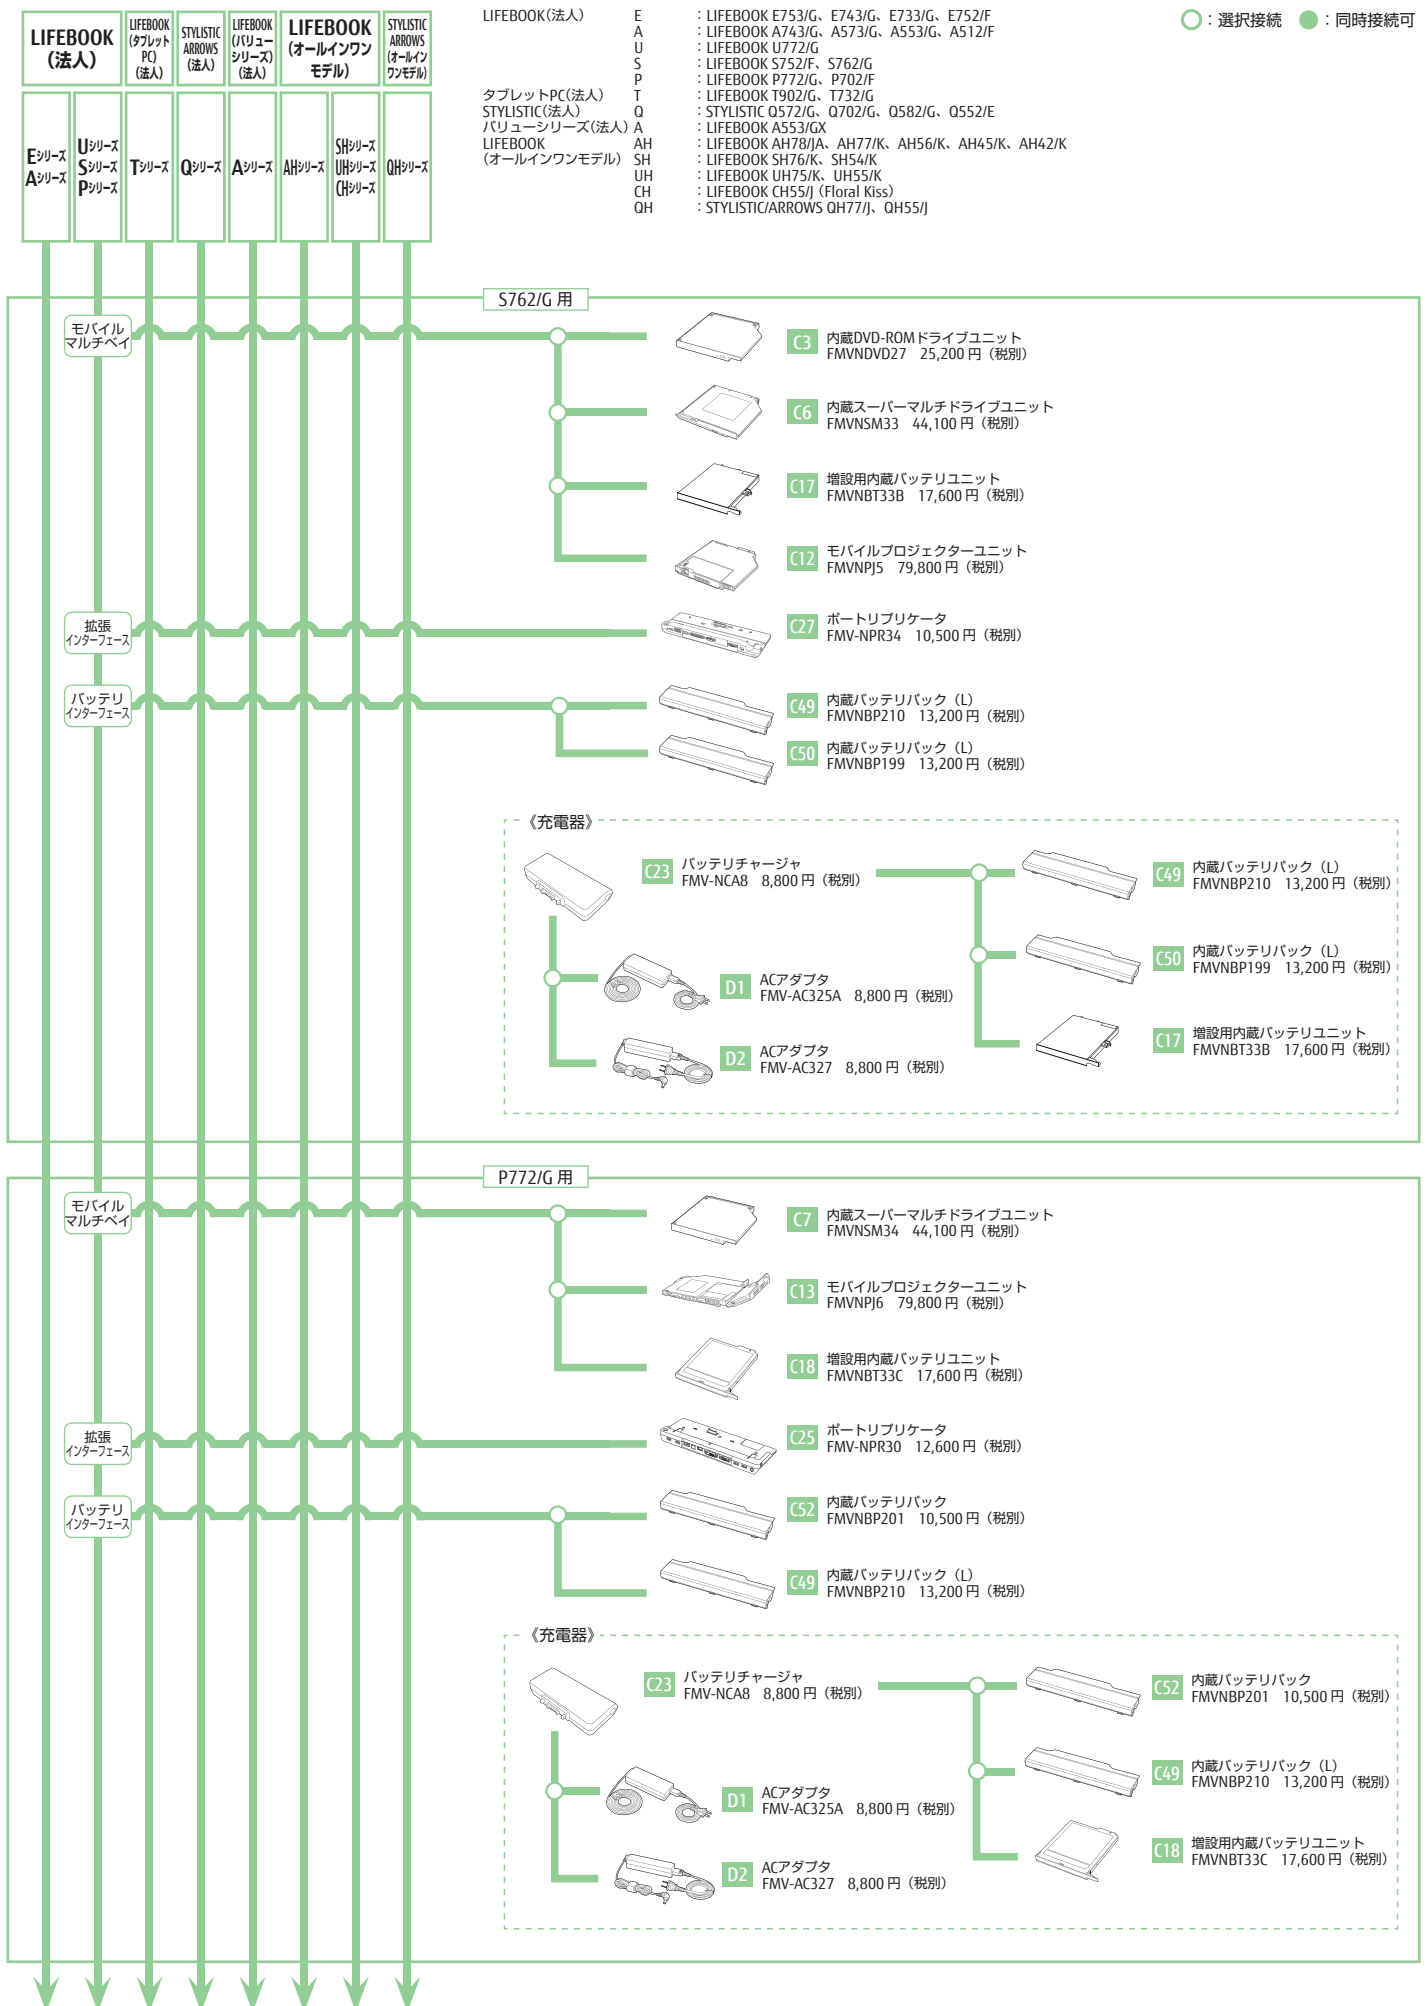 LIFEBOOK
(法人)
LIFEBOOK
(タブレット
PC)
(法人)
STYLISTIC
ARROWS
(法人)
LIFEBOOK
(バリュー
シリーズ)
(法人)
LIFEBOOK
(オールインワン
モデル)
STYLISTIC
ARROWS
(オールイン
ワンモデル)
Eシリーズ
Aシリーズ
Uシリーズ
Sシリーズ
Pシリーズ
Tシリーズ
Qシリーズ
Aシリーズ
AHシリーズ
SHシリーズ
UHシリーズ
CHシリーズ
QHシリーズ
LIFEBOOK(法人) E :LIFEBOOK E753/G、E743/G、E733/G、E752/F
A :LIFEBOOK A743/G、A573/G、A553/G、A512/F
U :LIFEBOOK U772/G
S :LIFEBOOK S752/F、S762/G
P :LIFEBOOK P772/G、P702/F
タブレットPC(法人) T :LIFEBOOK T902/G、T732/G
STYLISTIC(法人) Q :STYLISTIC Q572/G、Q702/G、Q582/G、Q552/E
バリューシリーズ(法人) A :LIFEBOOK A553/GX
LIFEBOOK AH :LIFEBOOK AH78/JA、AH77/K、AH56/K、AH45/K、AH42/K
(オールインワンモデル) SH :LIFEBOOK SH76/K、SH54/K
UH :LIFEBOOK UH75/K、UH55/K
CH :LIFEBOOK CH55/J (Floral Kiss)
QH :STYLISTIC/ARROWS QH77/J、QH55/J
○:選択接続 ●:同時接続可
S762/G 用
モバイル
マルチベイ
C3 内蔵DVD-ROMドライブユニット
FMVNDVD27 25,200 円(税別)
C6 内蔵スーパーマルチドライブユニット
FMVNSM33 44,100 円(税別)
C17 増設用内蔵バッテリユニット
FMVNBT33B 17,600 円(税別)
C12 モバイルプロジェクターユニット
FMVNPJ5 79,800 円(税別)
拡張
インターフェース
C27 ポートリプリケータ
FMV-NPR34 10,500 円(税別)
バッテリ
インターフェース
C49 内蔵バッテリパック(L)
FMVNBP210 13,200 円(税別)
C50 内蔵バッテリパック(L)
FMVNBP199 13,200 円(税別)
《充電器》
C23 バッテリチャージャ
FMV-NCA8 8,800 円(税別)
C49 内蔵バッテリパック(L)
FMVNBP210 13,200 円(税別)
C50 内蔵バッテリパック(L)
FMVNBP199 13,200 円(税別)
D1 ACアダプタ
FMV-AC325A 8,800 円(税別)
C17 増設用内蔵バッテリユニット
FMVNBT33B 17,600 円(税別)
D2 ACアダプタ
FMV-AC327 8,800 円(税別)
P772/G 用
モバイル
マルチベイ
C7 内蔵スーパーマルチドライブユニット
FMVNSM34 44,100 円(税別)
C13 モバイルプロジェクターユニット
FMVNPJ6 79,800 円(税別)
C18 増設用内蔵バッテリユニット
FMVNBT33C 17,600 円(税別)
拡張
インターフェース
C25 ポートリプリケータ
FMV-NPR30 12,600 円(税別)
バッテリ
インターフェース
C52 内蔵バッテリパック
FMVNBP201 10,500 円(税別)
C49 内蔵バッテリパック(L)
FMVNBP210 13,200 円(税別)
《充電器》
C23 バッテリチャージャ
FMV-NCA8 8,800 円(税別)
C52 内蔵バッテリパック
FMVNBP201 10,500 円(税別)
C49 内蔵バッテリパック(L)
FMVNBP210 13,200 円(税別)
D1 ACアダプタ
FMV-AC325A 8,800 円(税別)
C18 増設用内蔵バッテリユニット
FMVNBT33C 17,600 円(税別)
D2 ACアダプタ
FMV-AC327 8,800 円(税別)